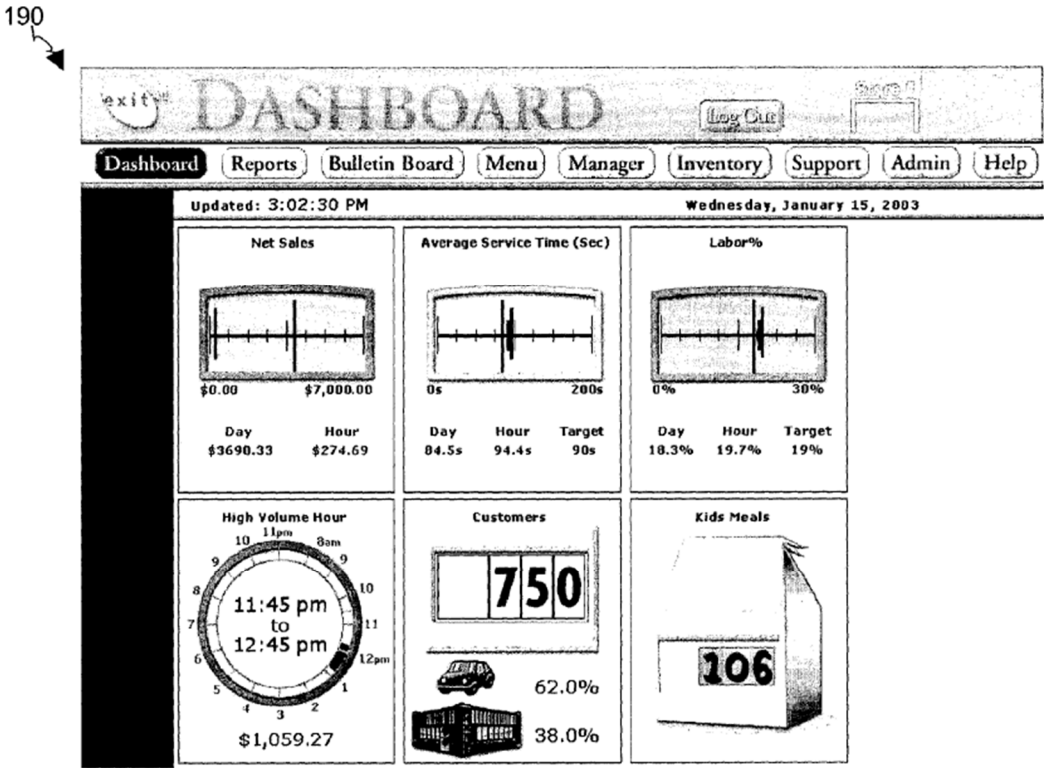 190
exit
DASHBOARD
Log Out
Dashboard Reports Bulletin Board Menu Manager Inventory Support Admin Help
Updated: 3:02:30 PM Wednesday, January 15, 2003
Net Sales
$0.00 $7,000.00
Day Hour
$3690.33 $274.69
Average Service Time (Sec)
0s 200s
Day Hour Target
84.5s 94.4s 90s
Labor%
0% 30%
Day Hour Target
18.3% 19.7% 19%
High Volume Hour
11pm
10 8am
9 9
8 10
7 11
6 12pm
5 1
4 2
3
11:45 pm
to
12:45 pm
$1,059.27
Customers
750
62.0%
38.0%
Kids Meals
106